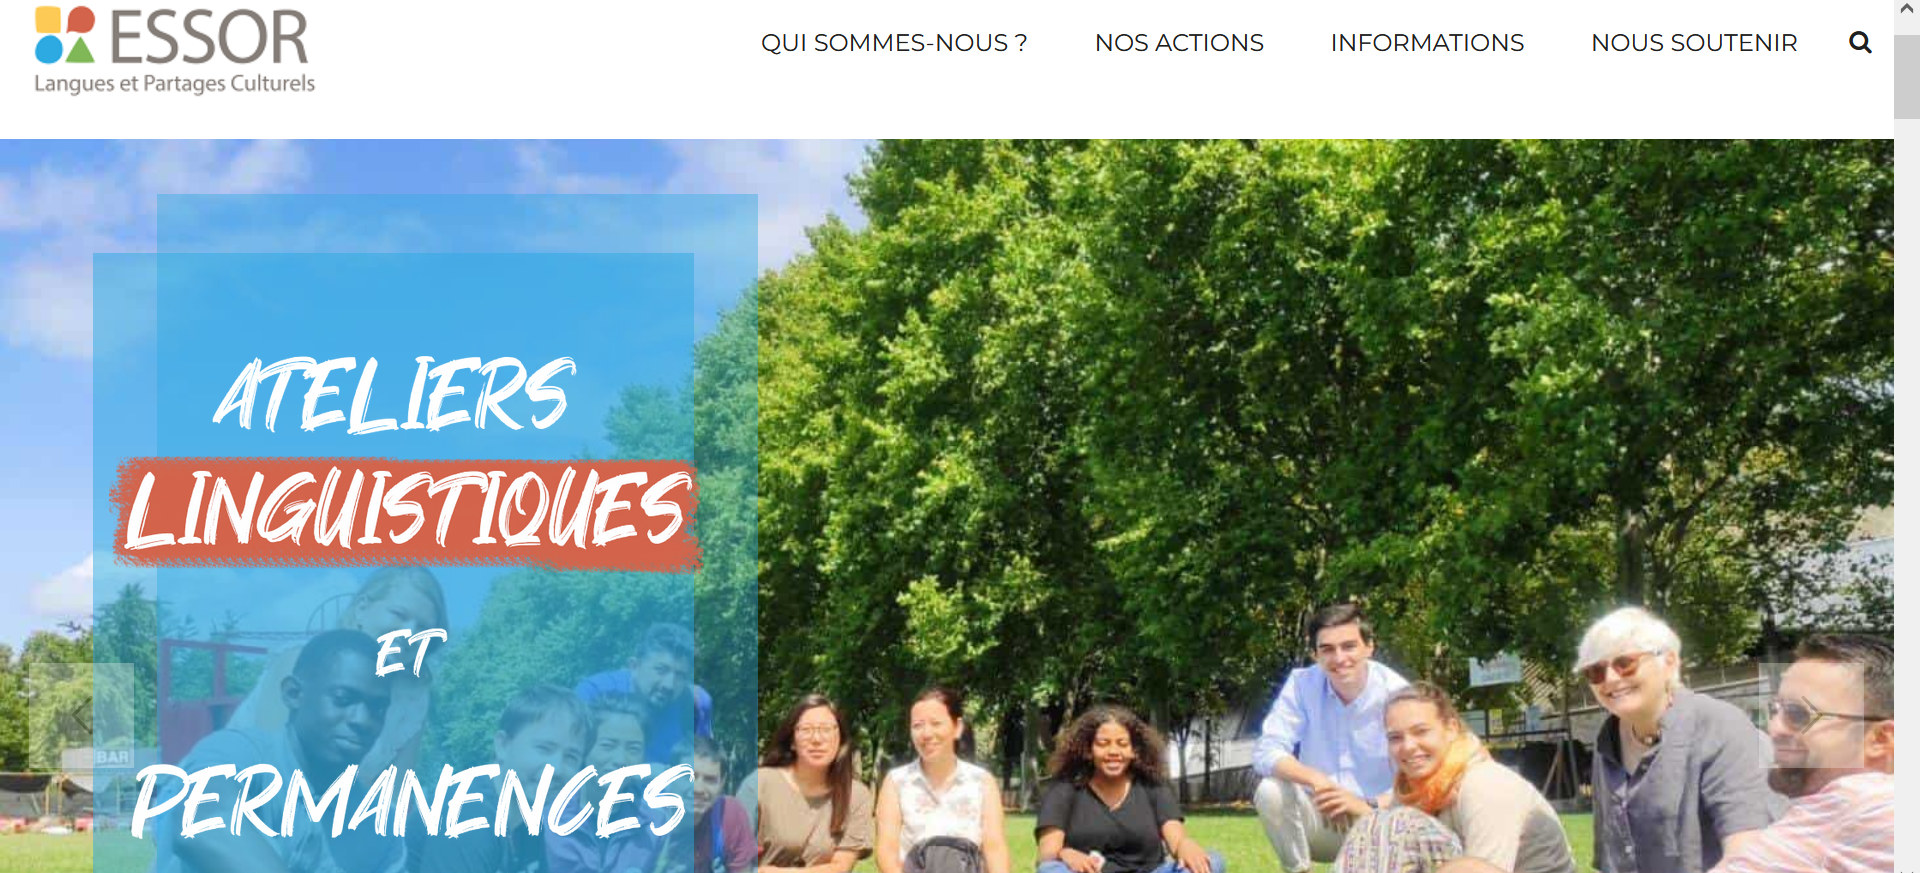 ESSOR
Langues et Partages Culturels
QUI SOMMES-NOUS ?
NOS ACTIONS
INFORMATIONS
NOUS SOUTENIR
ATELIERS
LINGUISTIQUES
ET
BAR
PERMANENCES